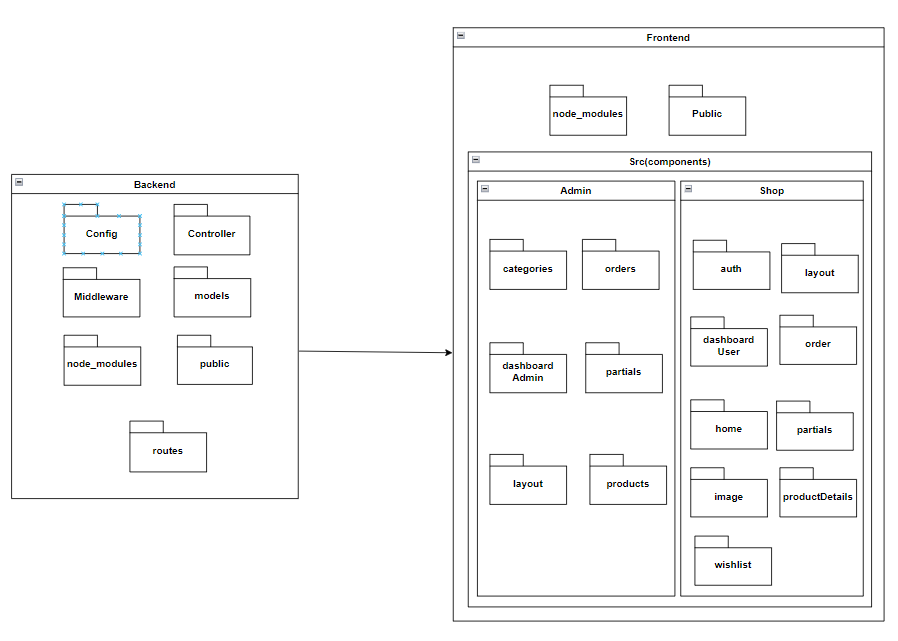 Backend
Config
Controller
Middleware
models
node_modules
public
routes
Frontend
node_modules
Public
Src(components)
Admin
categories
orders
dashboard
Admin
partials
layout
products
Shop
auth
layout
dashboard
User
order
home
partials
image
productDetails
wishlist